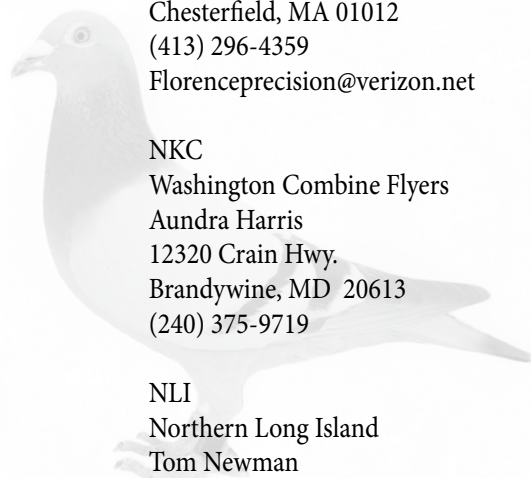 Chesterfield, MA 01012
(413) 296-4359
Florenceprecision@verizon.net
NKC
Washington Combine Flyers
Aundra Harris
12320 Crain Hwy.
Brandywine, MD  20613
(240) 375-9719
NLI
Northern Long Island
Tom Newman